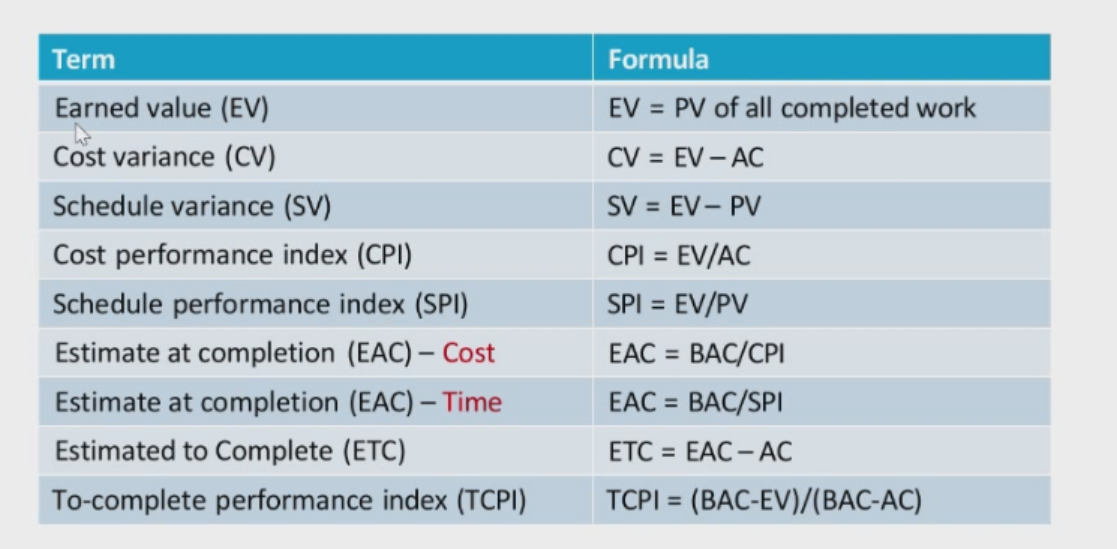 Term Formula
Earned value (EV) EV = PV of all completed work
Cost variance (CV) CV = EV – AC
Schedule variance (SV) SV = EV – PV
Cost performance index (CPI) CPI = EV/AC
Schedule performance index (SPI) SPI = EV/PV
Estimate at completion (EAC) – Cost EAC = BAC/CPI
Estimate at completion (EAC) – Time EAC = BAC/SPI
Estimated to Complete (ETC) ETC = EAC – AC
To-complete performance index (TCPI) TCPI = (BAC-EV)/(BAC-AC)